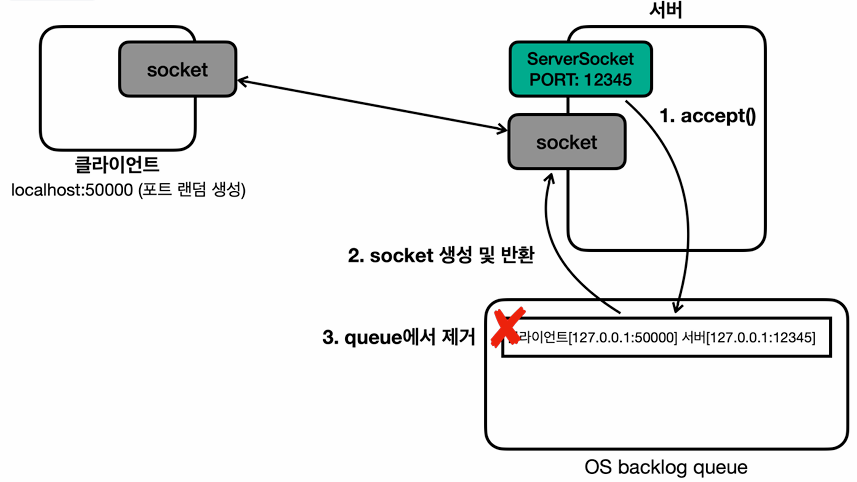 서버
socket
ServerSocket
PORT: 12345
1. accept()
socket
클라이언트
localhost:50000 (포트 랜덤 생성)
2. socket 생성 및 반환
3. queue에서 제거
라이언트[127.0.0.1:50000] 서버[127.0.0.1:12345]
OS backlog queue